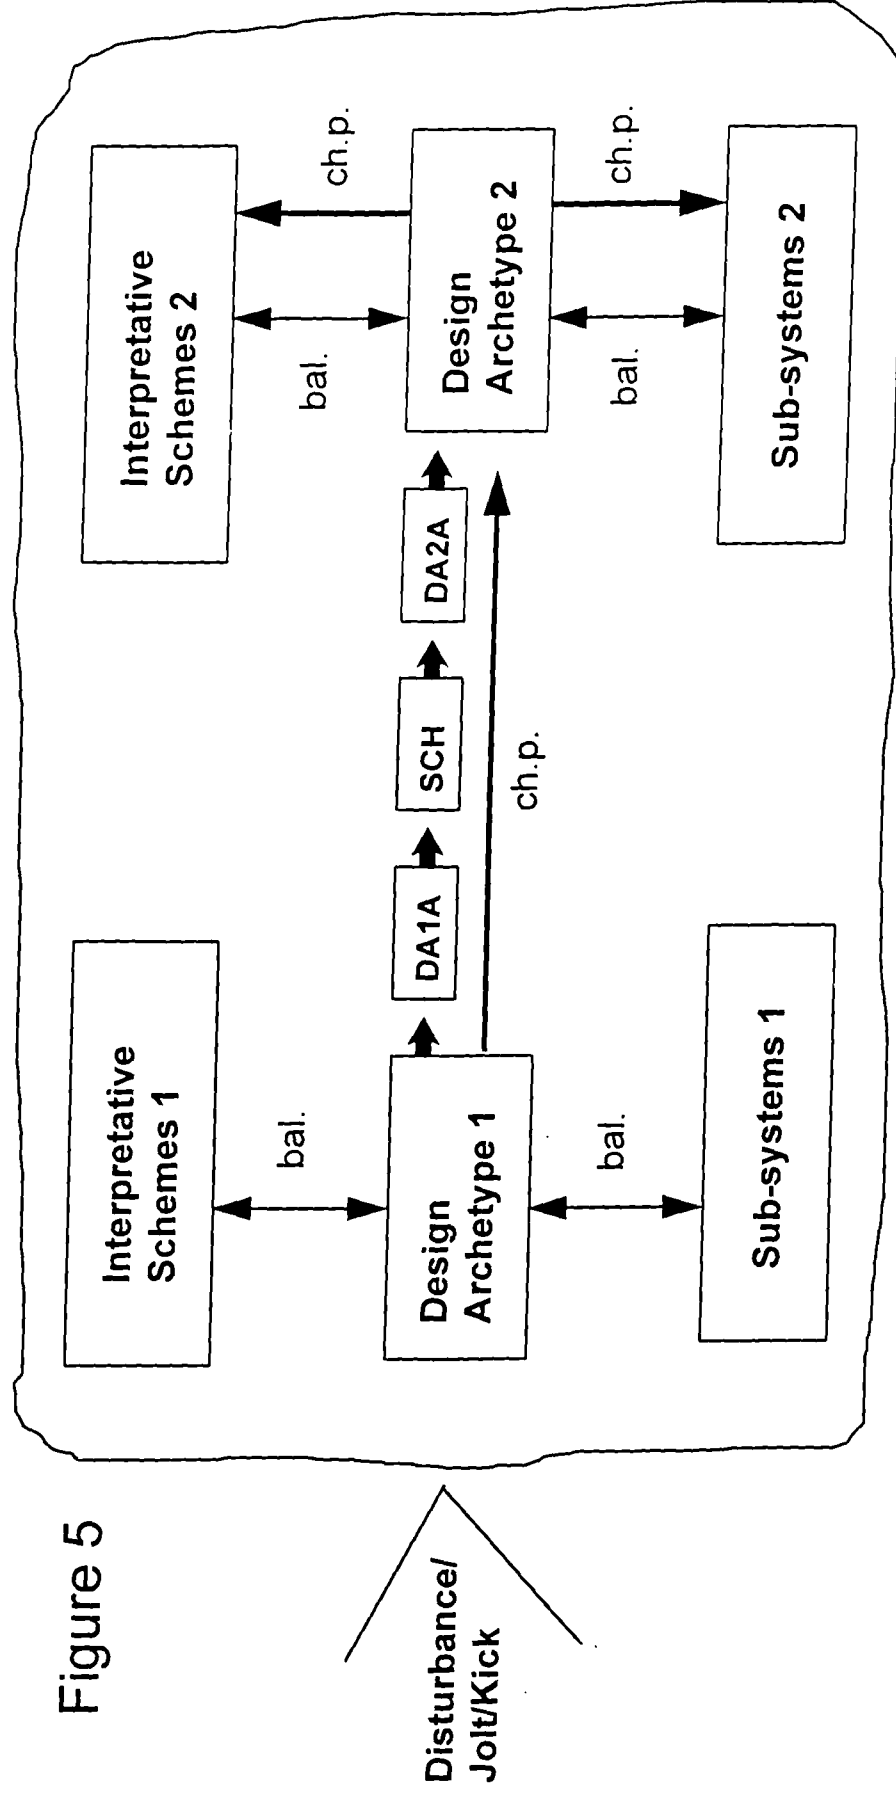 Figure 5
Disturbance/
Jolt/Kick
Interpretative
Schemes 1
bal.
Design
Archetype 1
bal.
Sub-systems 1
DA1A
SCH
DA2A
ch.p.
Interpretative
Schemes 2
bal.
ch.p.
Design
Archetype 2
bal.
ch.p.
Sub-systems 2